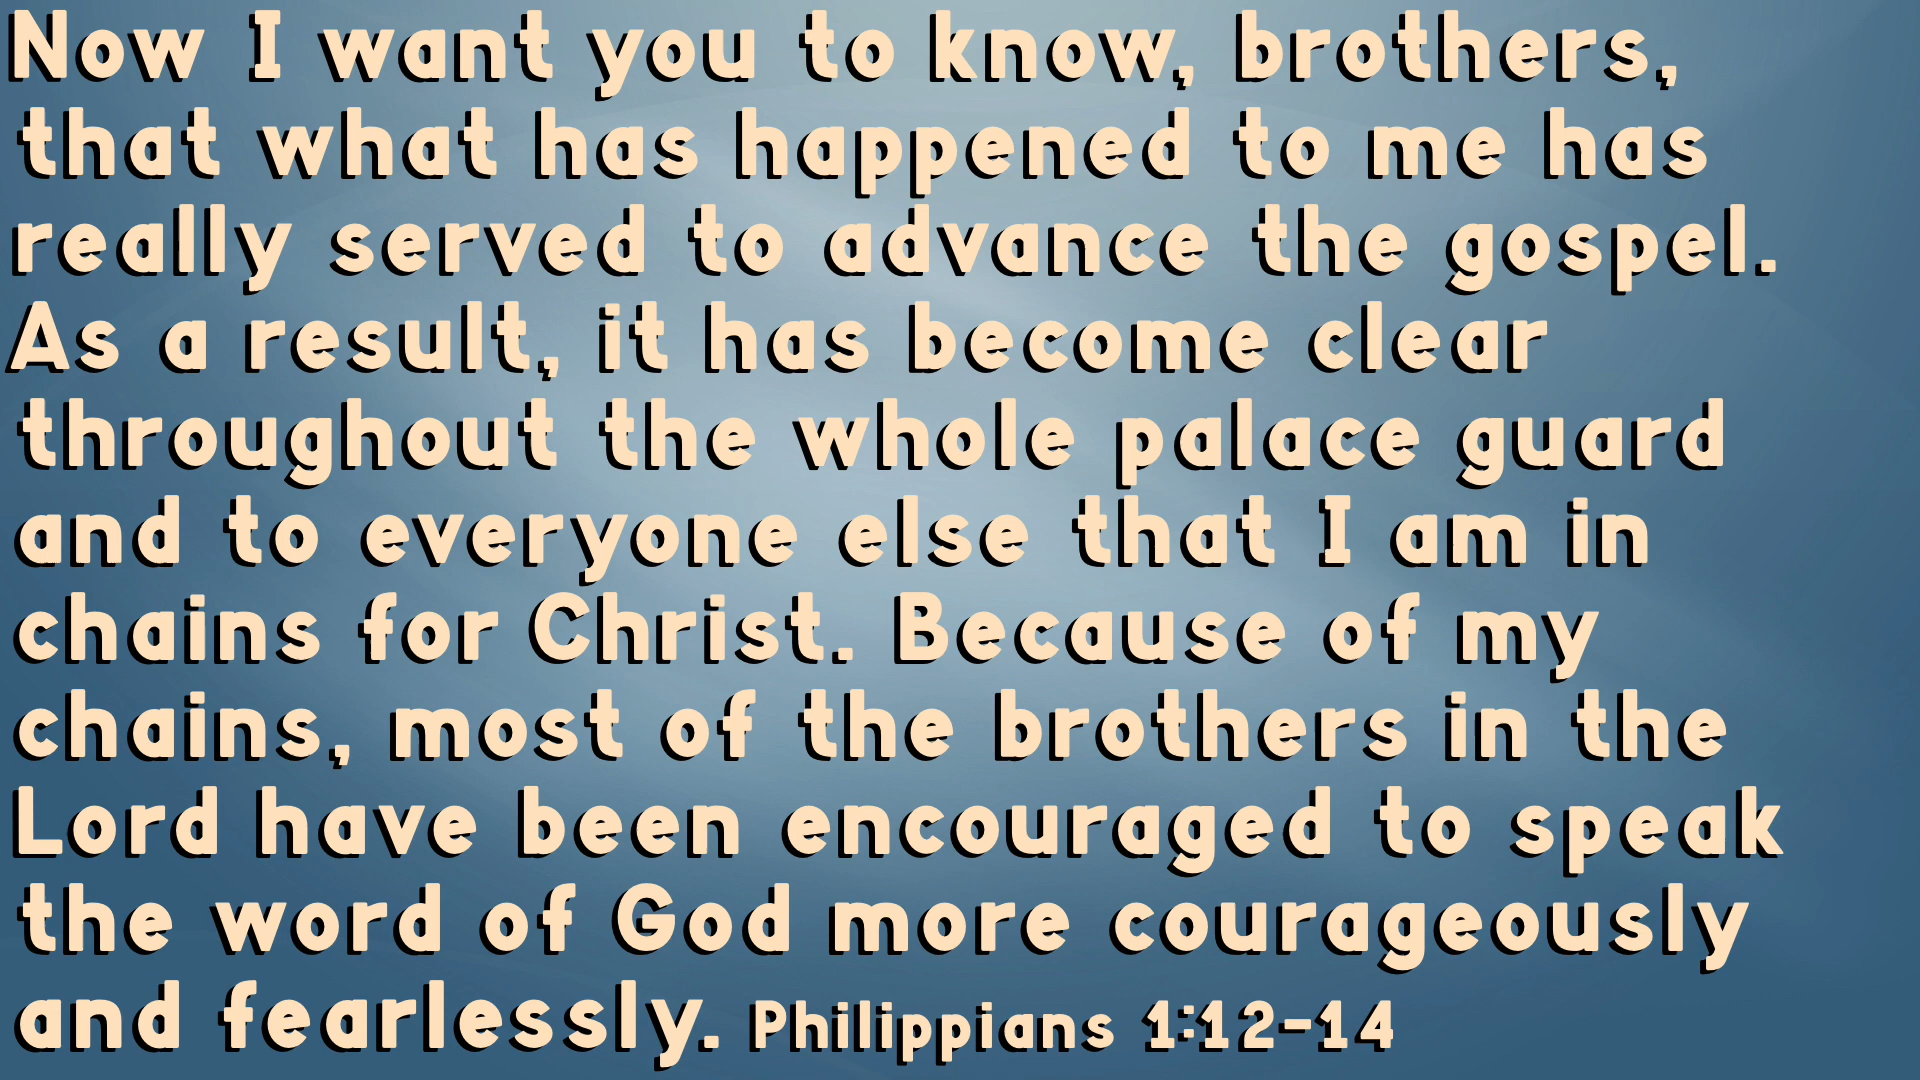 Now I want you to know, brothers,
that what has happened to me has
really served to advance the gospel.
As a result, it has become clear
throughout the whole palace guard
and to everyone else that I am in
chains for Christ. Because of my
chains, most of the brothers in the
Lord have been encouraged to speak
the word of God more courageously
and fearlessly. Philippians 1:12-14